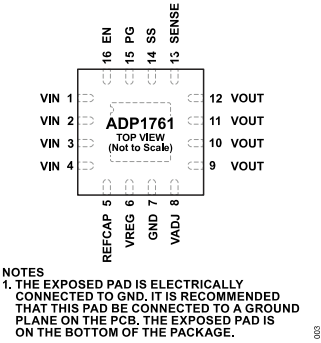 16 EN
15 PG
14 SS
13 SENSE
VIN 1
VIN 2
VIN 3
VIN 4
ADP1761
TOP VIEW
(Not to Scale)
12 VOUT
11 VOUT
10 VOUT
9 VOUT
REFCAP 5
VREG 6
GND 7
VADJ 8
NOTES
1. THE EXPOSED PAD IS ELECTRICALLY
CONNECTED TO GND. IT IS RECOMMENDED
THAT THIS PAD BE CONNECTED TO A GROUND
PLANE ON THE PCB. THE EXPOSED PAD IS
ON THE BOTTOM OF THE PACKAGE.
003